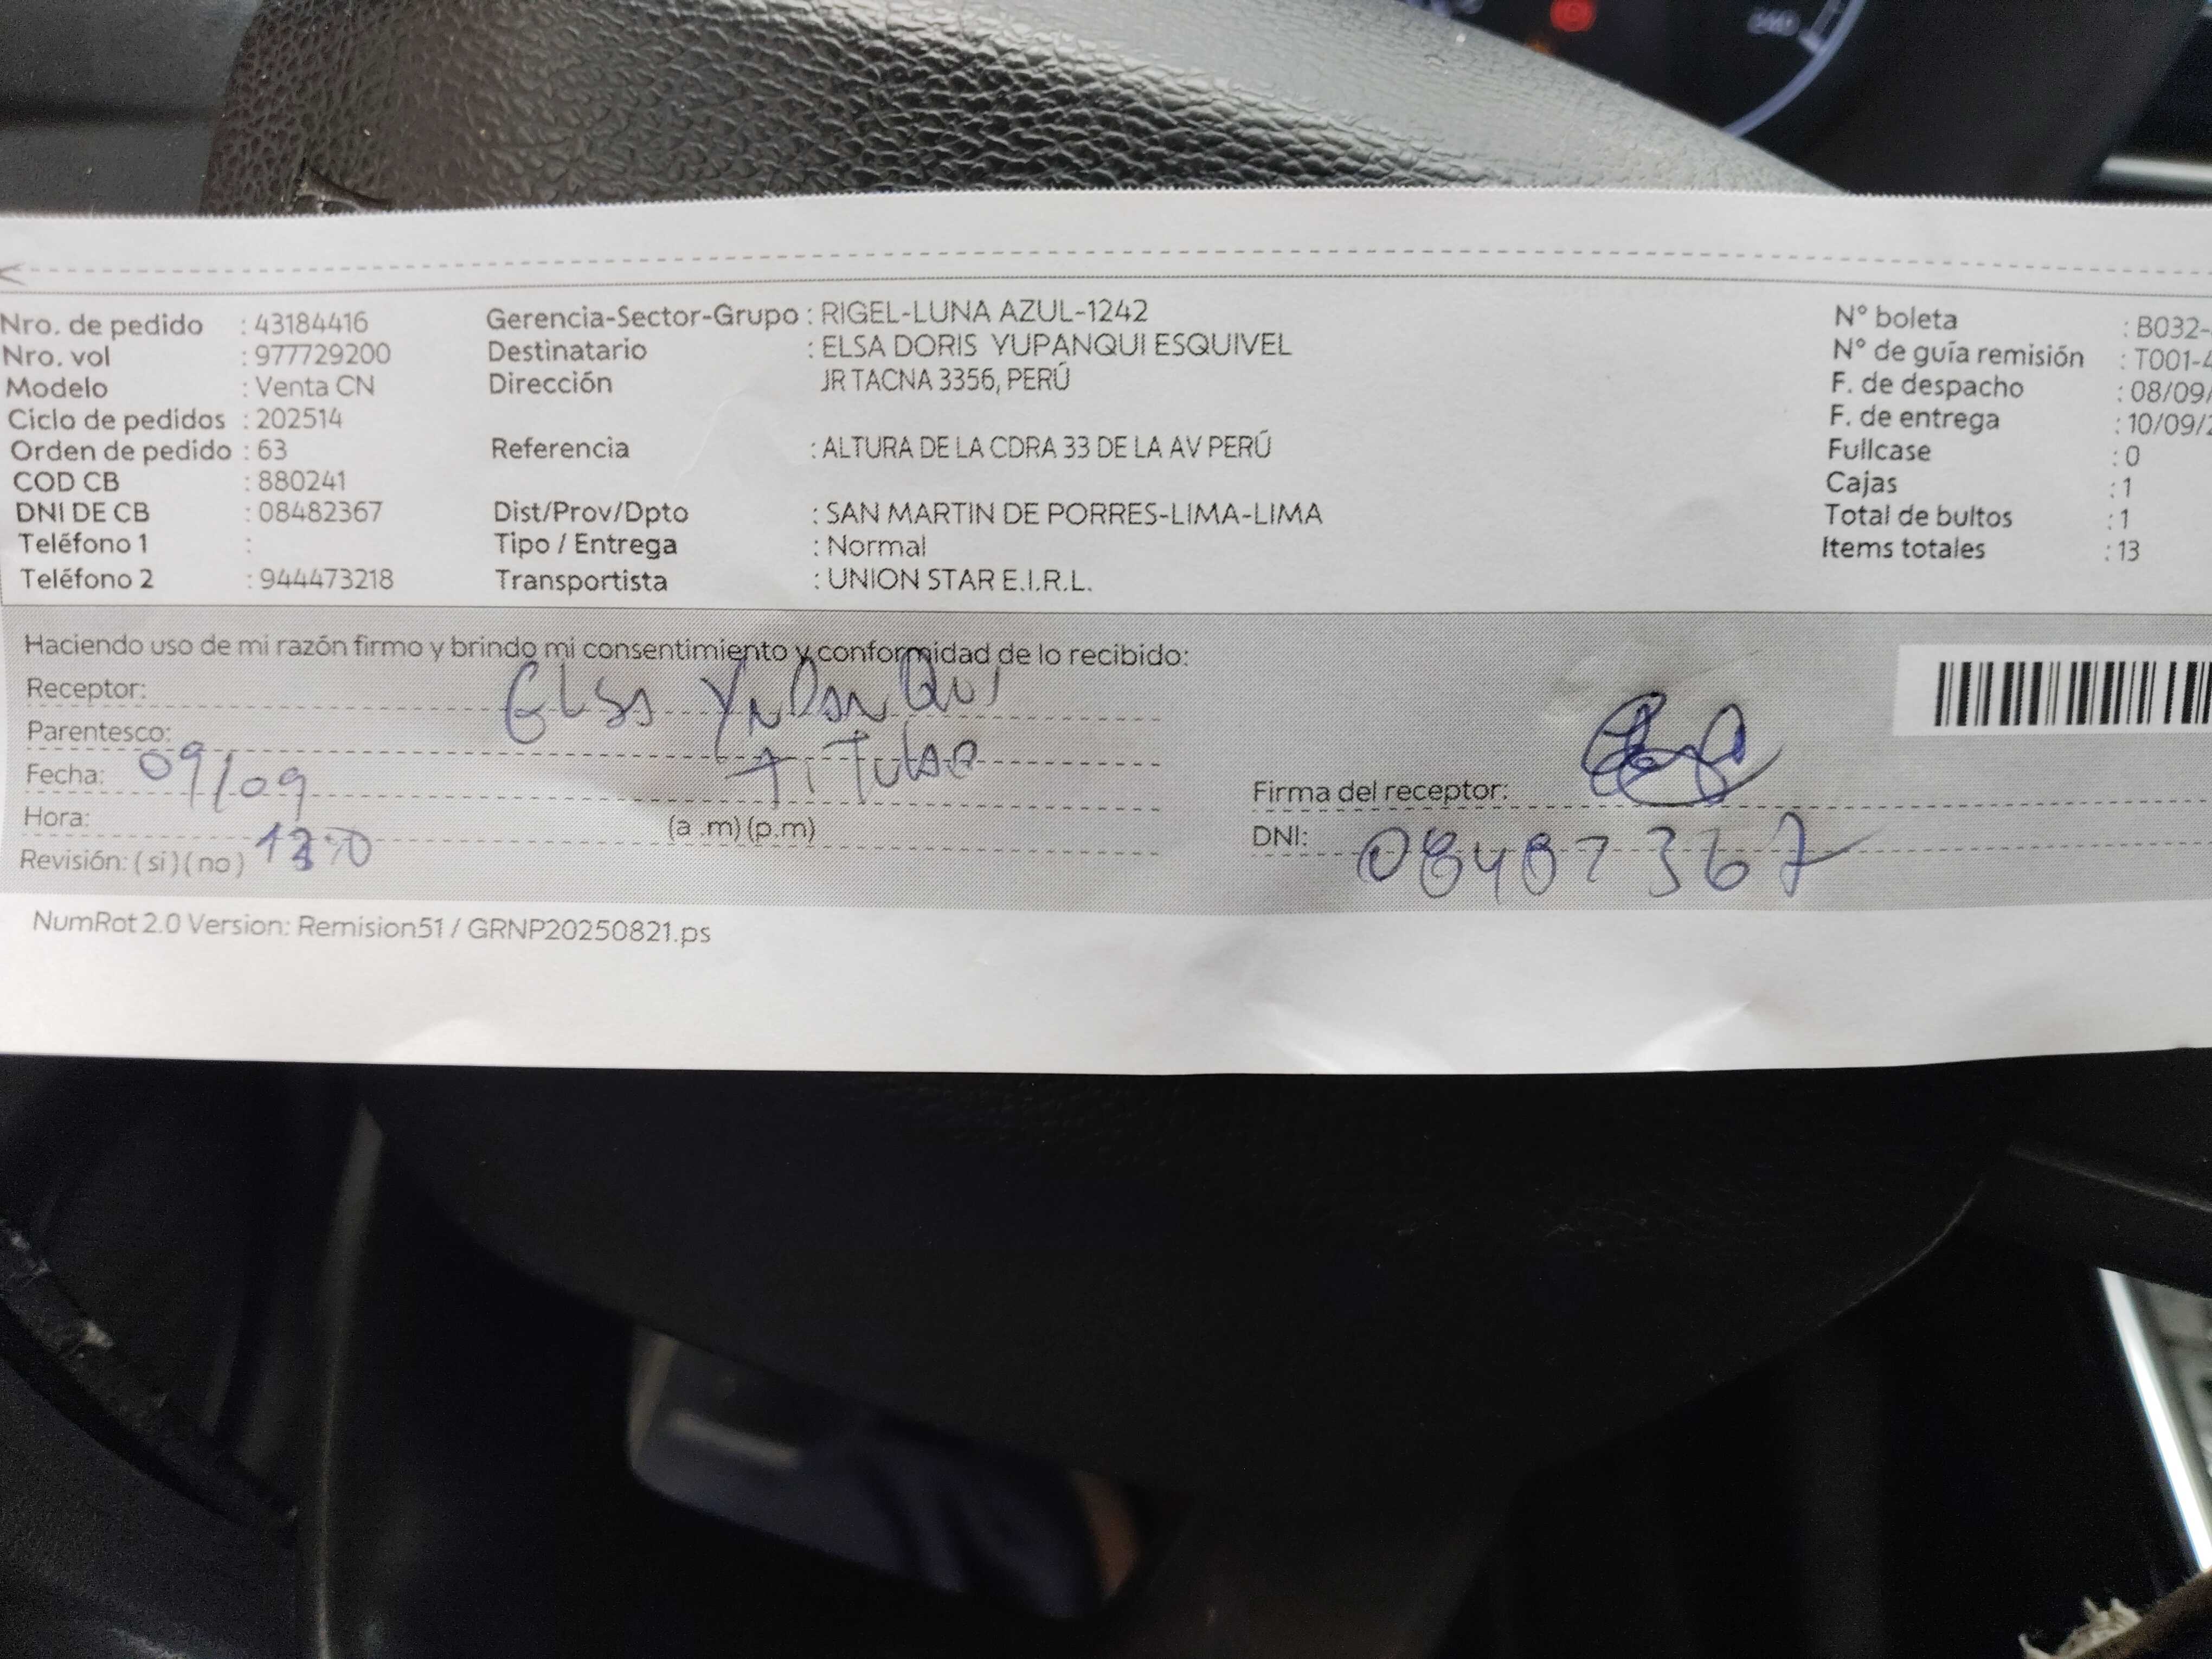 Nro. de pedido : 43184416
Nro. vol : 977729200
Modelo : Venta CN
Ciclo de pedidos : 202514
Orden de pedido : 63
COD CB : 880241
DNI DE CB : 08482367
Teléfono 1 :
Teléfono 2 : 944473218
Gerencia-Sector-Grupo : RIGEL-LUNA AZUL-1242
Destinatario : ELSA DORIS YUPANQUI ESQUIVEL
Dirección JR TACNA 3356, PERÚ
Referencia : ALTURA DE LA CDRA 33 DE LA AV PERÚ
Dist/Prov/Dpto : SAN MARTIN DE PORRES-LIMA-LIMA
Tipo / Entrega : Normal
Transportista : UNION STAR E.I.R.L.
N° boleta : B032-
N° de guía remisión : T001-4
F. de despacho : 08/09/
F. de entrega : 10/09/2
Fullcase : 0
Cajas : 1
Total de bultos : 1
Items totales : 13
Haciendo uso de mi razón firmo y brindo mi consentimiento y conformidad de lo recibido:
Receptor: Elsa Yupanqui
Parentesco: Titular
Fecha: 09/09
Hora: (a .m) (p.m)
Revisión: ( si ) ( no )
Firma del receptor:
DNI: 08482367
NumRot 2.0 Version: Remision51 / GRNP20250821.ps